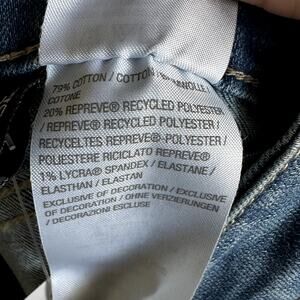 79% COTTON / COTON / BAUMWOLLE /
COTONE
20% REPREVE® RECYCLED POLYESTER
/ REPREVE® RECYCLED POLYESTER /
RECYCELTES REPREVE®-POLYESTER /
POLIESTERE RICICLATO REPREVE®
1% LYCRA® SPANDEX / ELASTANE /
ELASTHAN / ELASTAN
EXCLUSIVE OF DECORATION / EXCLUSIVE
OF DECORATION / OHNE VERZIERUNGEN
/ DECORAZIONI ESCLUSE